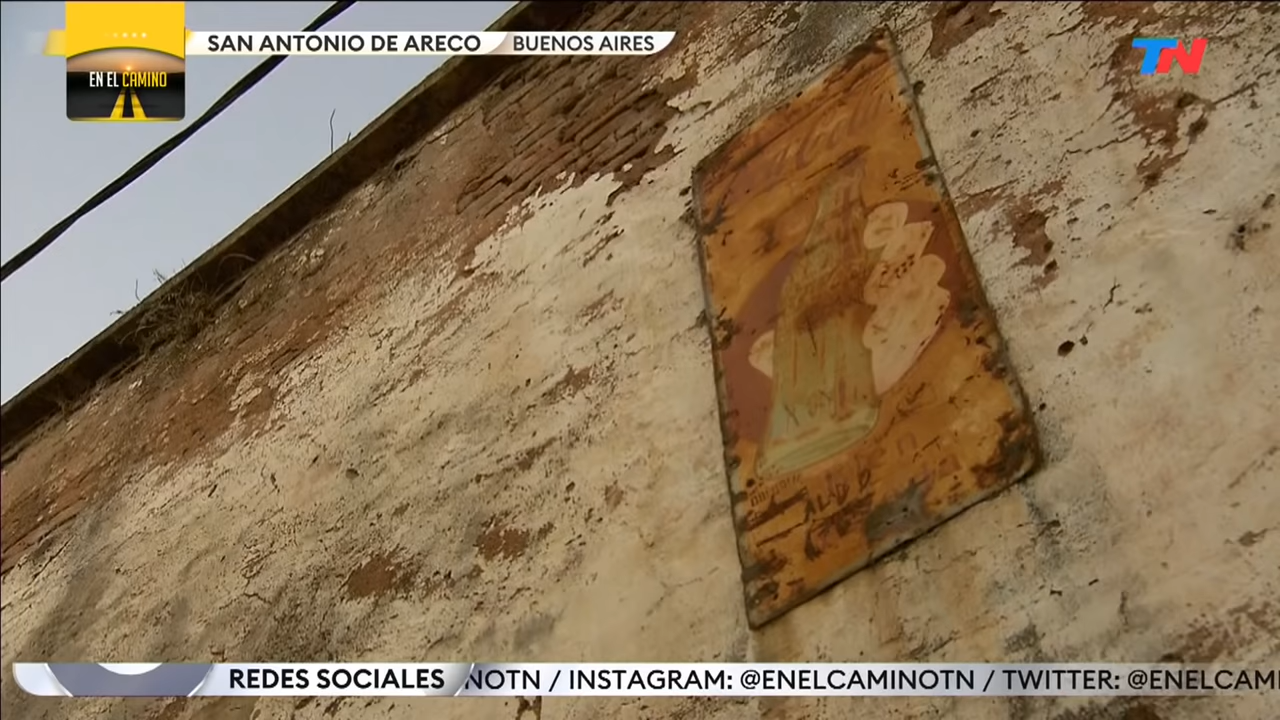 SAN ANTONIO DE ARECO BUENOS AIRES
EN EL CAMINO
TN
REDES SOCIALES NOTN / INSTAGRAM: @ENELCAMINOTN / TWITTER: @ENELCAMI